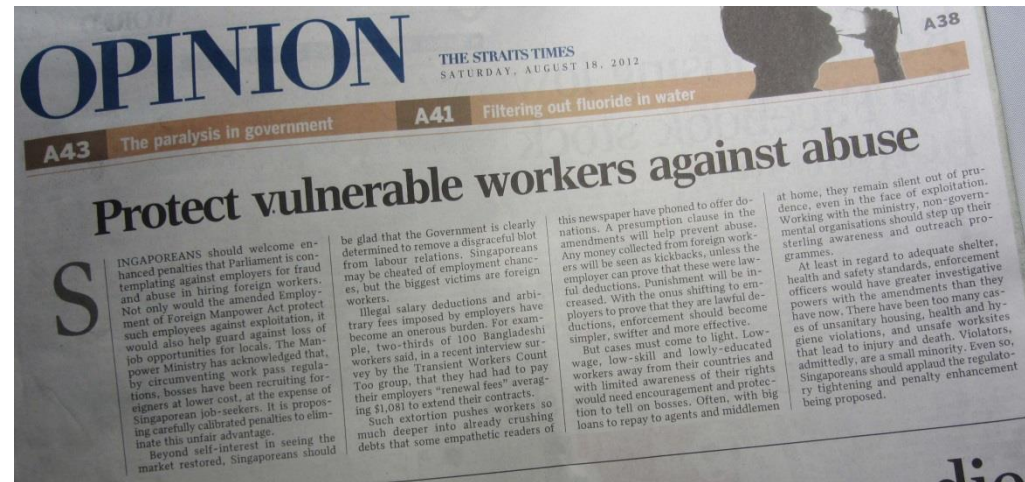 OPINION
THE STRAITS TIMES
SATURDAY, AUGUST 18, 2012
A38
A43 The paralysis in government
A41 Filtering out fluoride in water
Protect vulnerable workers against abuse
SINGAPOREANS should welcome en-
hanced penalties that Parliament is con-
templating against employers for fraud
and abuse in hiring foreign workers.
Not only would the amended Employ-
ment of Foreign Manpower Act protect
such employees against exploitation, it
would also help guard against loss of
job opportunities for locals. The Man-
power Ministry has acknowledged that,
by circumventing work pass regula-
tions, bosses have been recruiting for-
eigners at lower cost, at the expense of
Singaporean job-seekers. It is propos-
ing carefully calibrated penalties to elim-
inate this unfair advantage.
Beyond self-interest in seeing the
market restored, Singaporeans should
be glad that the Government is clearly
determined to remove a disgraceful blot
from labour relations. Singaporeans
may be cheated of employment chanc-
es, but the biggest victims are foreign
workers.
Illegal salary deductions and arbi-
trary fees imposed by employers have
become an onerous burden. For exam-
ple, two-thirds of 100 Bangladeshi
workers said, in a recent interview sur-
vey by the Transient Workers Count
Too group, that they had had to pay
their employers "renewal fees" averag-
ing $1,081 to extend their contracts.
Such extortion pushes workers so
much deeper into already crushing
debts that some empathetic readers of
this newspaper have phoned to offer do-
nations. A presumption clause in the
amendments will help prevent abuse.
Any money collected from foreign work-
ers will be seen as kickbacks, unless the
employer can prove that these were law-
ful deductions. Punishment will be in-
creased. With the onus shifting to em-
ployers to prove that they are lawful de-
ductions, enforcement should become
simpler, swifter and more effective.
But cases must come to light. Low-
wage, low-skill and lowly-educated
workers away from their countries and
with limited awareness of their rights
would need encouragement and protec-
tion to tell on bosses. Often, with big
loans to repay to agents and middlemen
at home, they remain silent out of pru-
dence, even in the face of exploitation.
Working with the ministry, non-govern-
mental organisations should step up their
sterling awareness and outreach pro-
grammes.
At least in regard to adequate shelter,
health and safety standards, enforcement
officers would have greater investigative
powers with the amendments than they
have now. There have been too many cas-
es of unsanitary housing, health and hy-
giene violations, and unsafe worksites
that lead to injury and death. Violators,
admittedly, are a small minority. Even so,
Singaporeans should applaud the regulato-
ry tightening and penalty enhancement
being proposed.